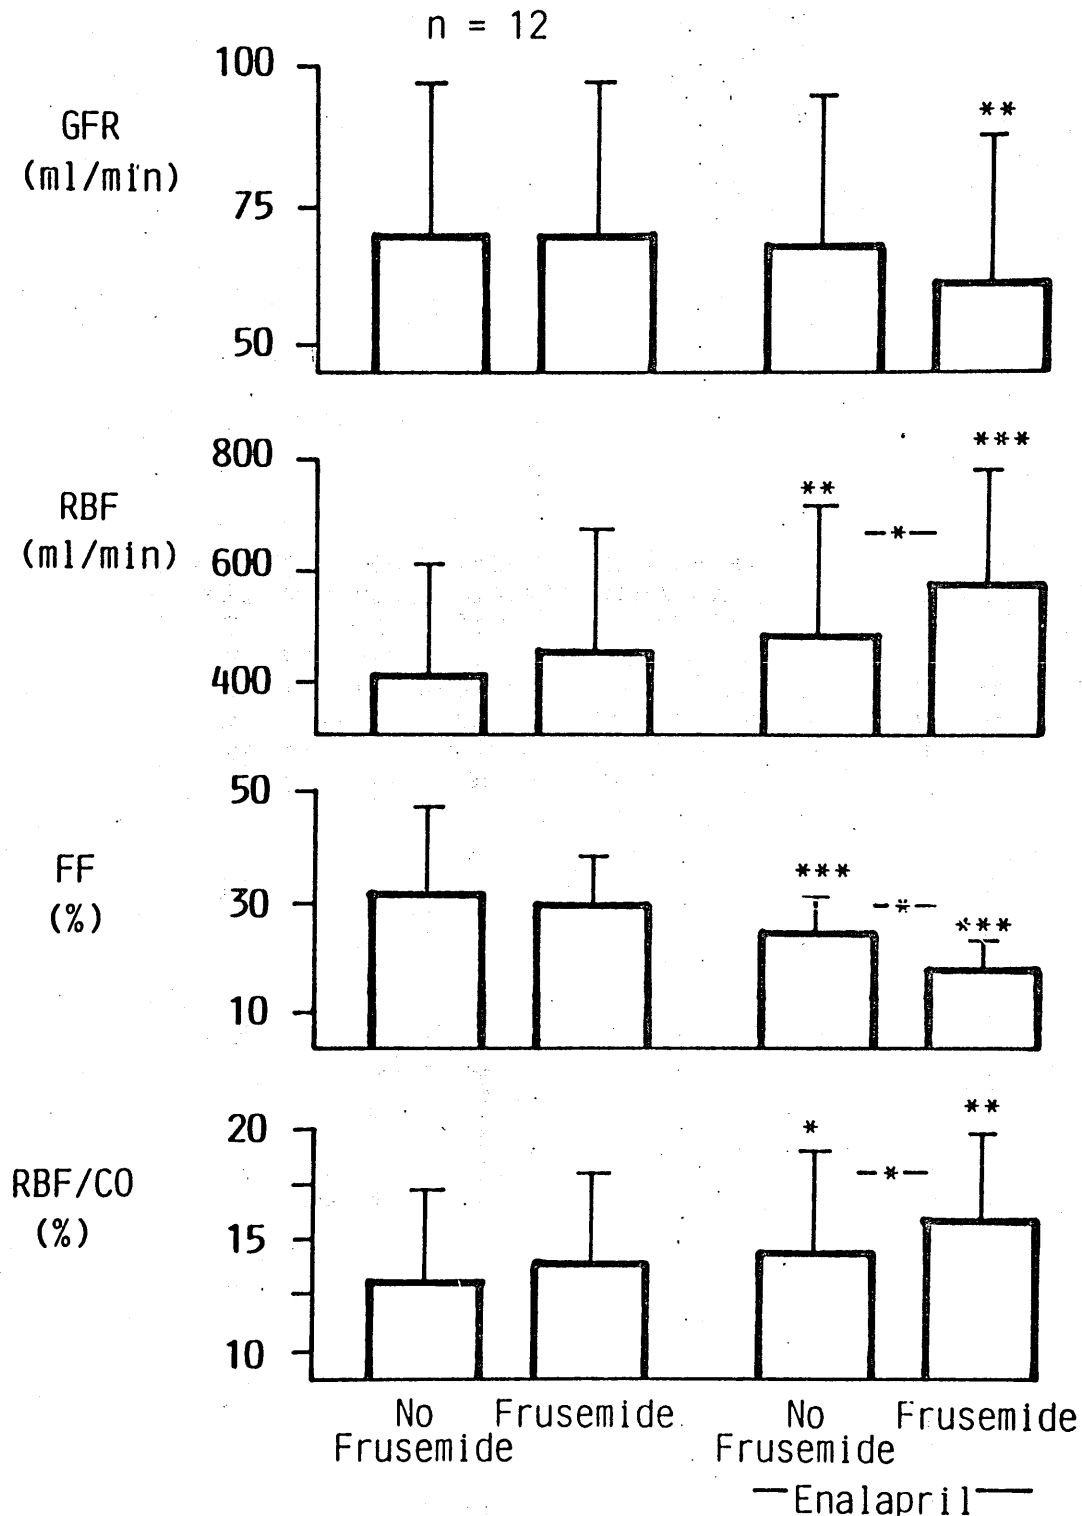 n = 12
GFR
(ml/min)
100
75
50
**
RBF
(ml/min)
800
600
400
**
-*-
***
FF
(%)
50
30
10
***
-*-
***
RBF/CO
(%)
20
15
10
*
-*-
**
No Frusemide
Frusemide
No Frusemide
Frusemide
—Enalapril—